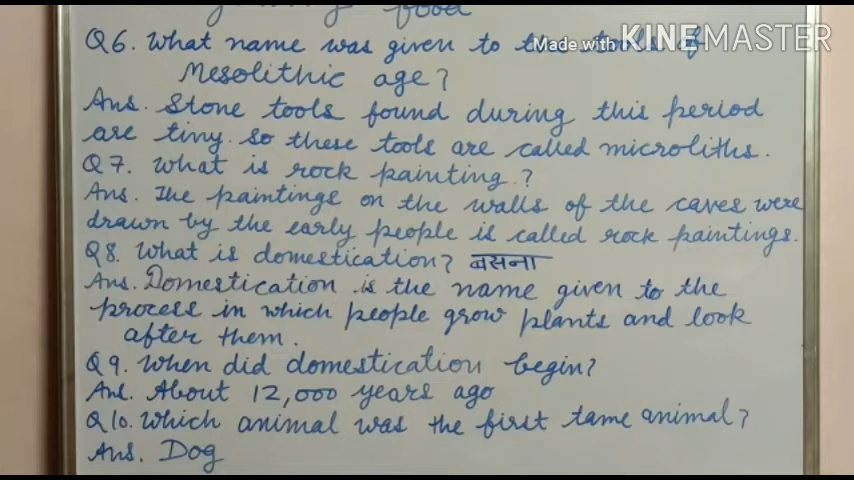 growing food
Q6. What name was given to the tools of
Made with KINEMASTER
Mesolithic age?
Ans. Stone tools found during this period
are tiny. So these tools are called microliths.
Q7. What is rock painting?
Ans. The paintings on the walls of the caves were
drawn by the early people is called rock paintings.
Q8. What is domestication? बसना
Ans. Domestication is the name given to the
process in which people grow plants and look
after them.
Q9. When did domestication begin?
Ans. About 12,000 years ago
Q10. Which animal was the first tame animal?
Ans. Dog